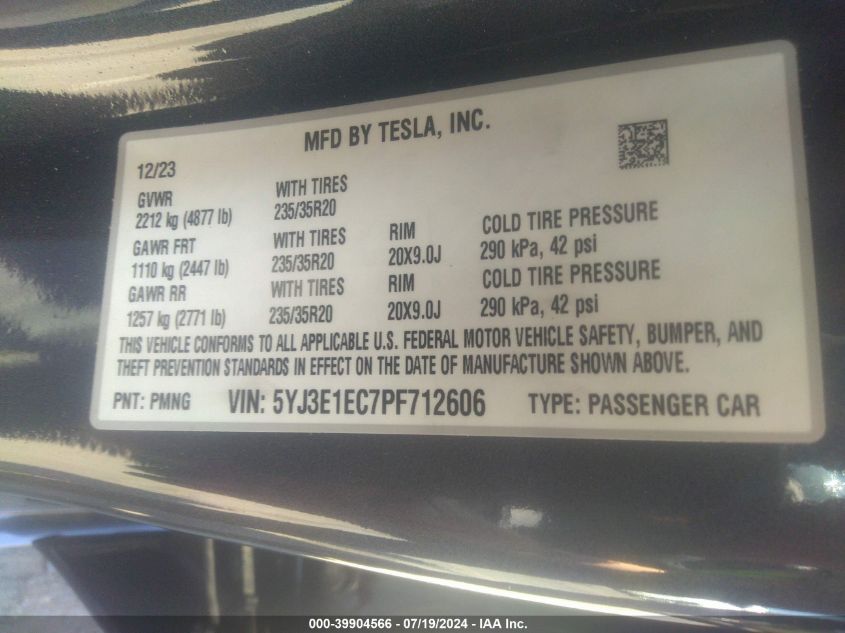 MFD BY TESLA, INC.
12/23
GVWR WITH TIRES
2212 kg (4877 lb) 235/35R20
GAWR FRT WITH TIRES RIM COLD TIRE PRESSURE
1110 kg (2447 lb) 235/35R20 20X9.0J 290 kPa, 42 psi
GAWR RR WITH TIRES RIM COLD TIRE PRESSURE
1257 kg (2771 lb) 235/35R20 20X9.0J 290 kPa, 42 psi
THIS VEHICLE CONFORMS TO ALL APPLICABLE U.S. FEDERAL MOTOR VEHICLE SAFETY, BUMPER, AND
THEFT PREVENTION STANDARDS IN EFFECT ON THE DATE OF MANUFACTURE SHOWN ABOVE.
PNT: PMNG VIN: 5YJ3E1EC7PF712606 TYPE: PASSENGER CAR
000-39904566 - 07/19/2024 - IAA Inc.